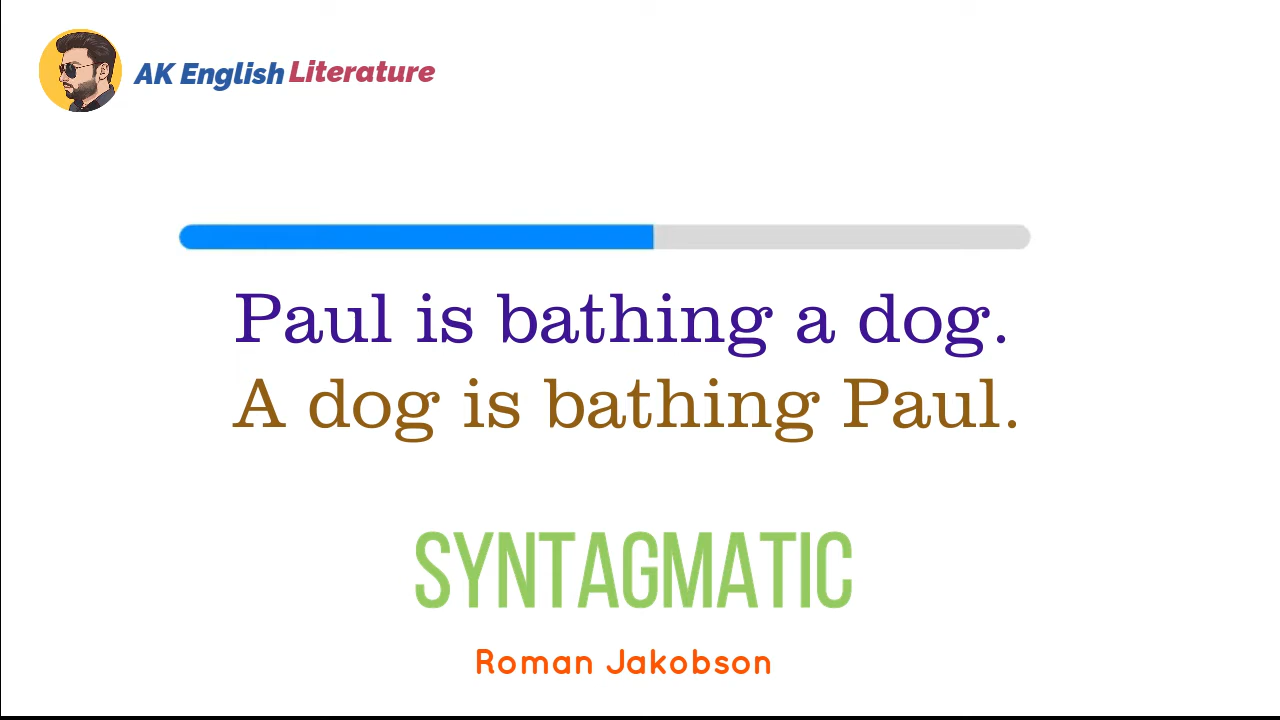 AK English Literature
Paul is bathing a dog.
A dog is bathing Paul.
SYNTAGMATIC
Roman Jakobson